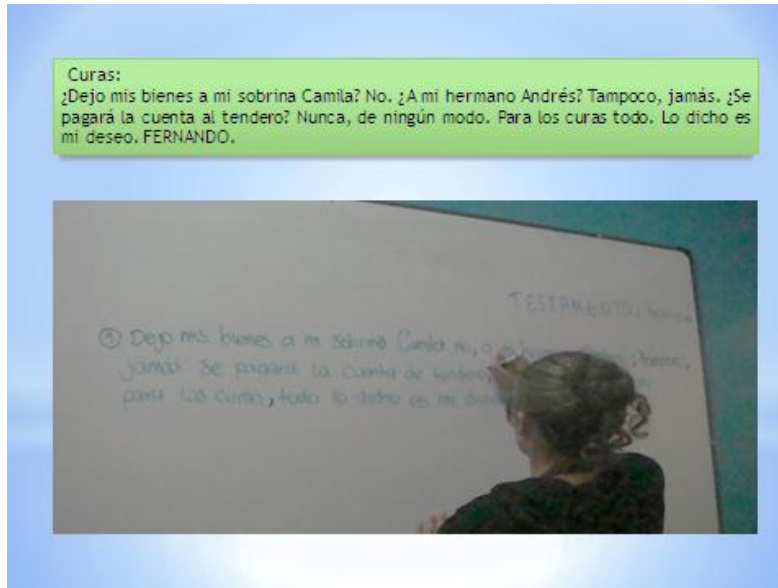 Curas:
¿Dejo mis bienes a mi sobrina Camila? No. ¿A mi hermano Andrés? Tampoco, jamás. ¿Se
pagará la cuenta al tendero? Nunca, de ningún modo. Para los curas todo. Lo dicho es
mi deseo. FERNANDO.
TESTAMENTO
① Dejo mis bienes a mi sobrina Camila no, a
jamás Se pagará la cuenta de tendero,
para los curas, todo lo dicho es mi